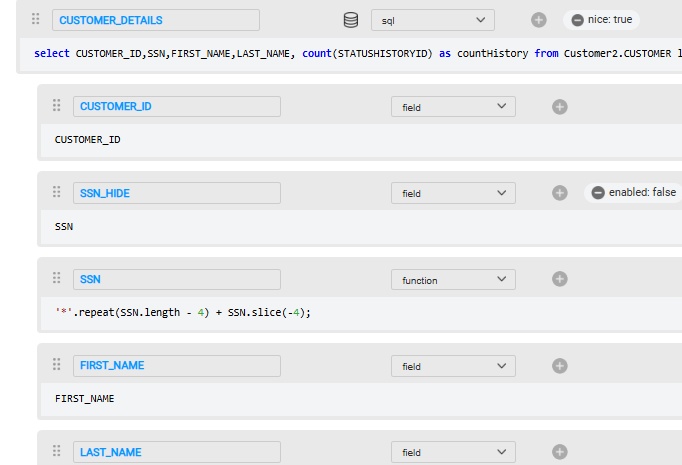 CUSTOMER_DETAILS sql nice: true
select CUSTOMER_ID,SSN,FIRST_NAME,LAST_NAME, count(STATUSHISTORYID) as countHistory from Customer2.CUSTOMER l
CUSTOMER_ID field
CUSTOMER_ID
SSN_HIDE field enabled: false
SSN
SSN function
'*'.repeat(SSN.length - 4) + SSN.slice(-4);
FIRST_NAME field
FIRST_NAME
LAST_NAME field